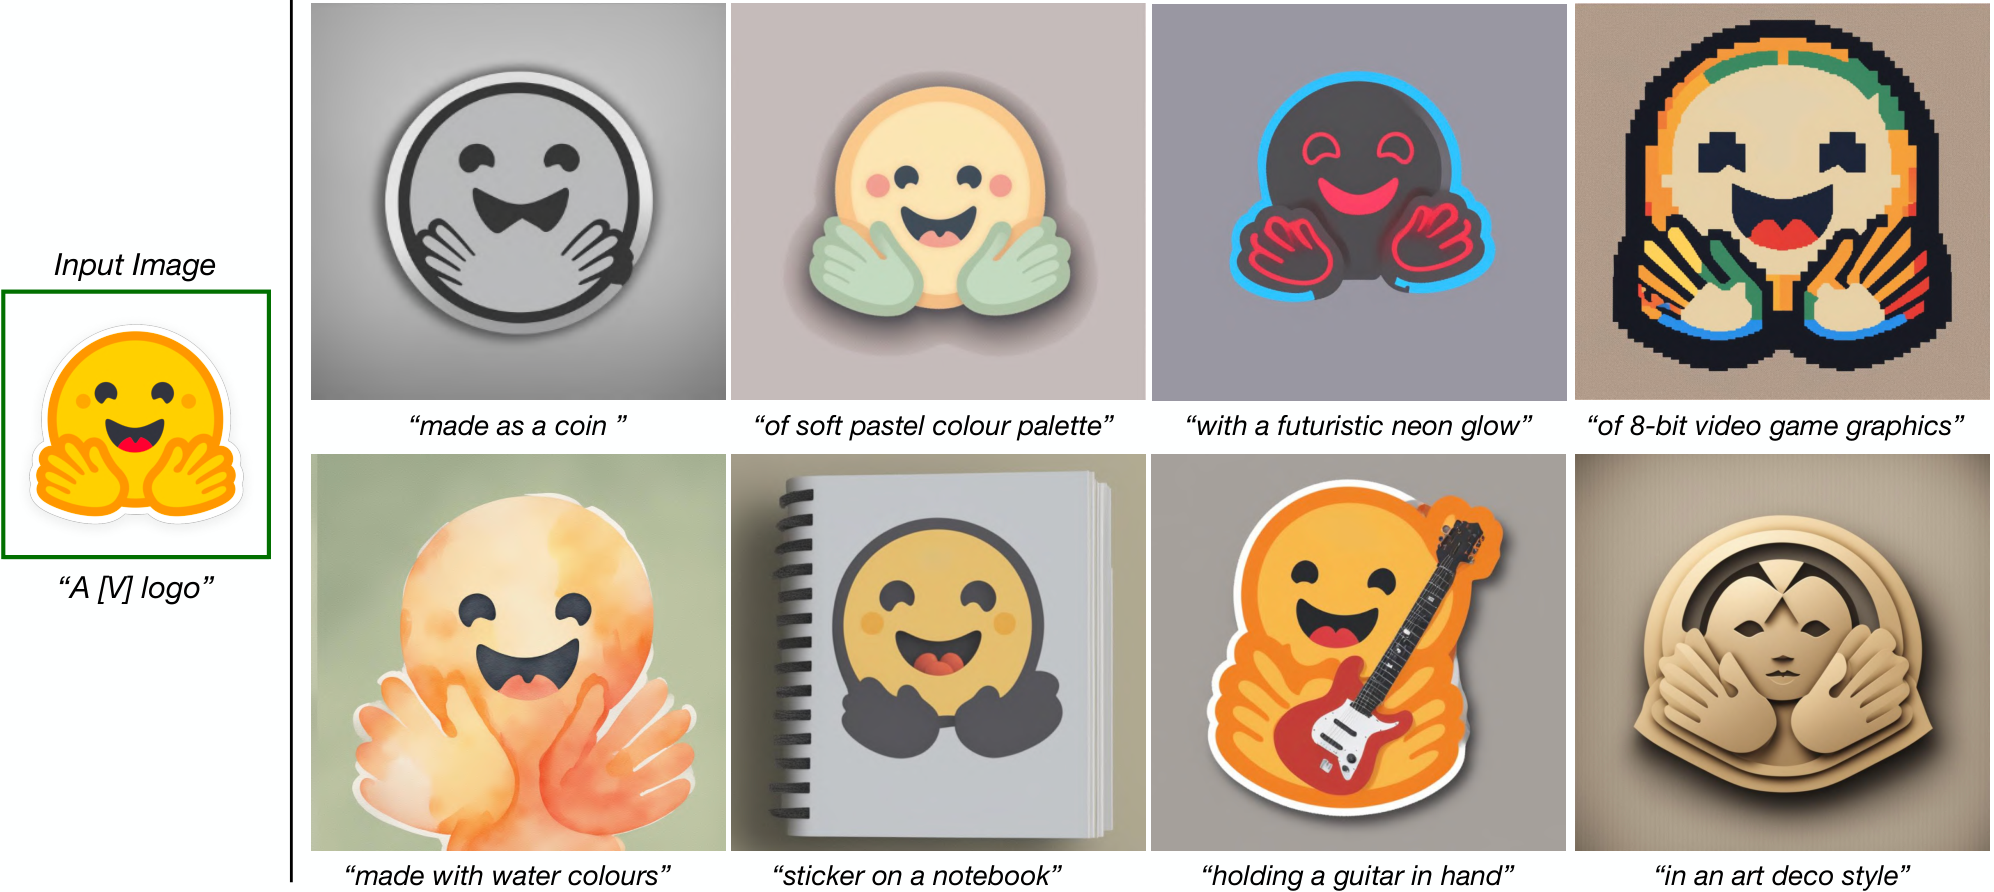 Input Image
“A [V] logo”
“made as a coin ”
“of soft pastel colour palette”
“with a futuristic neon glow”
“of 8-bit video game graphics”
“made with water colours”
“sticker on a notebook”
“holding a guitar in hand”
“in an art deco style”